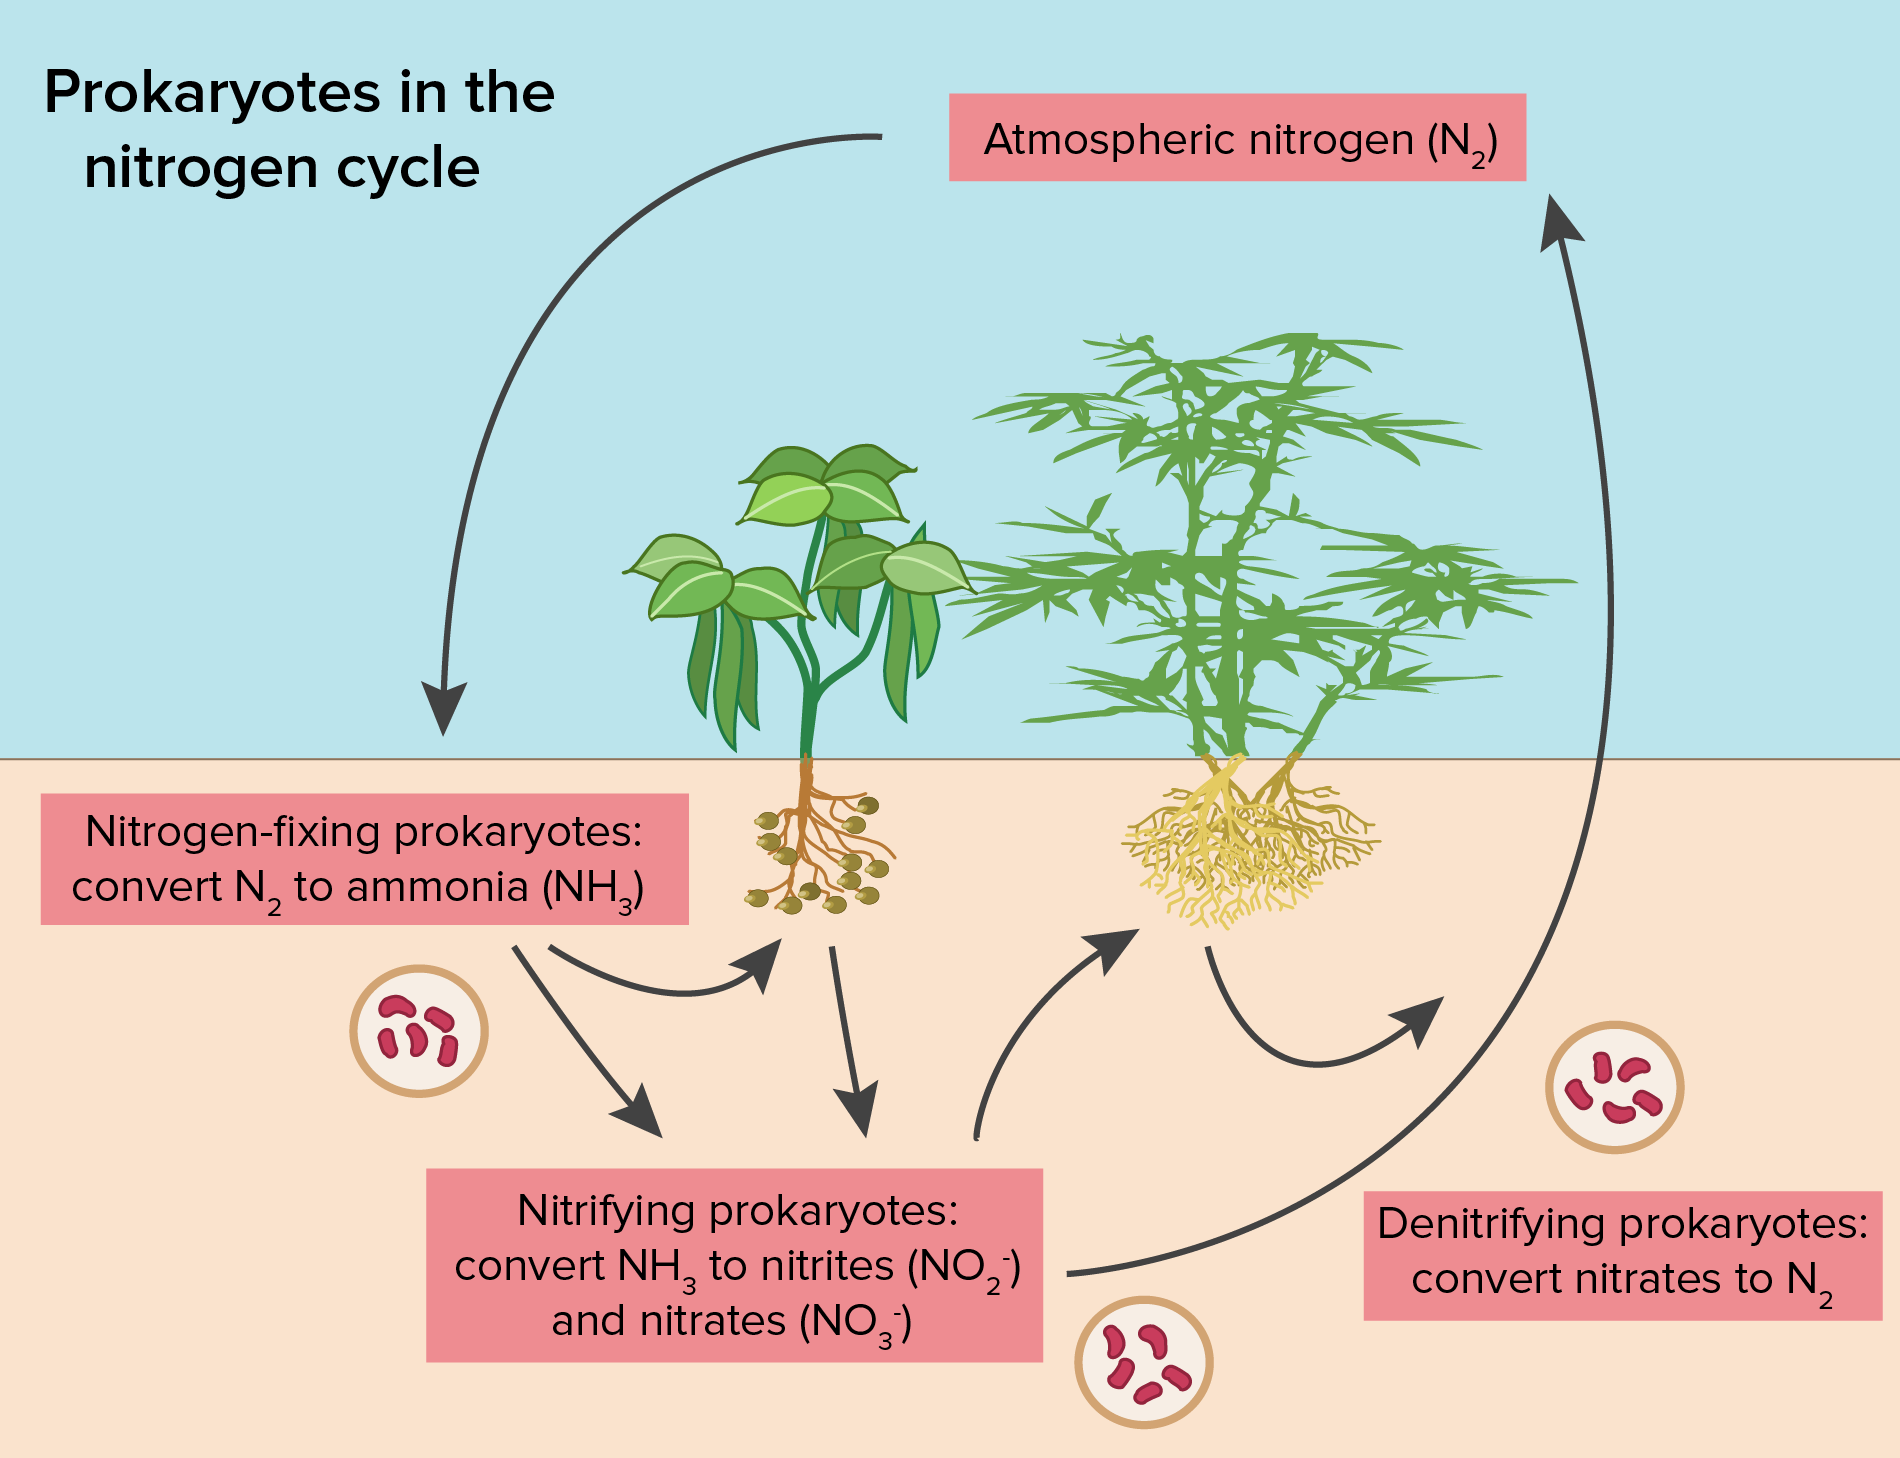 Prokaryotes in the
nitrogen cycle
Atmospheric nitrogen (N₂)
Nitrogen-fixing prokaryotes:
convert N₂ to ammonia (NH₃)
Nitrifying prokaryotes:
convert NH₃ to nitrites (NO₂⁻)
and nitrates (NO₃⁻)
Denitrifying prokaryotes:
convert nitrates to N₂